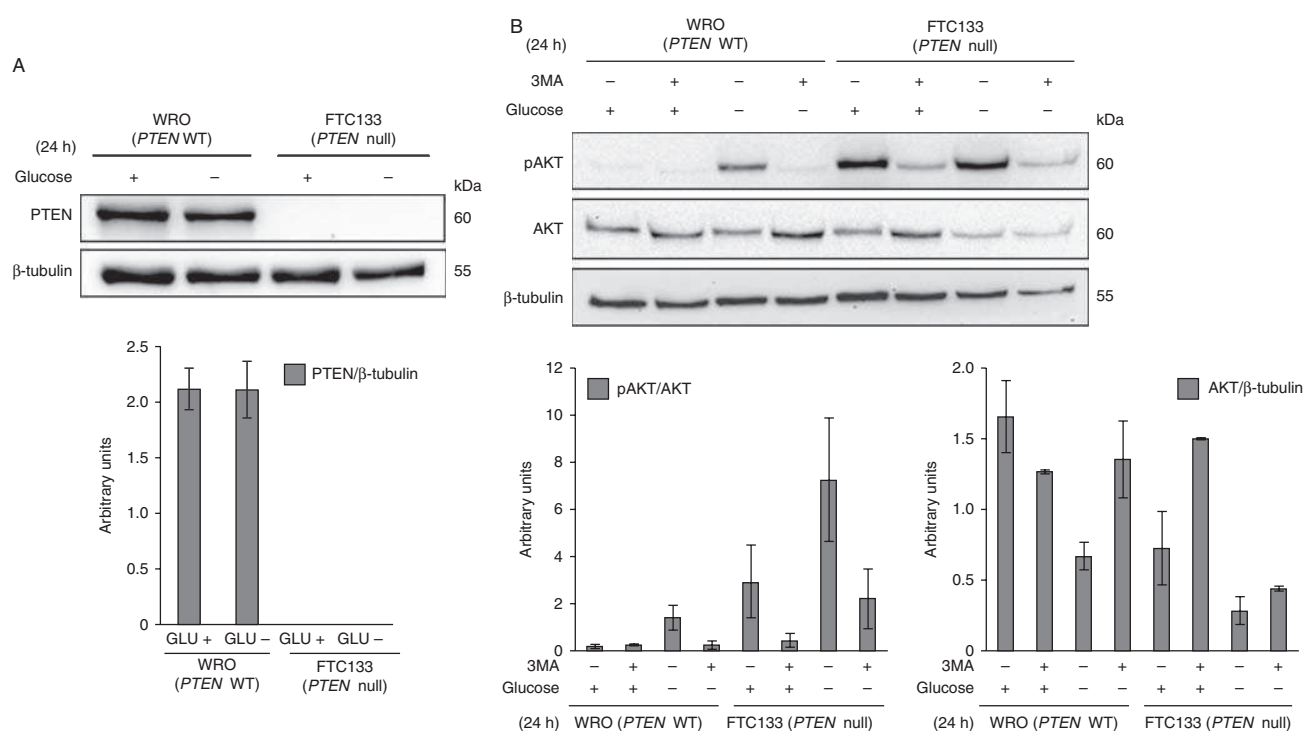 A
WRO FTC133
(PTEN WT) (PTEN null)
(24 h)
Glucose + – + –
kDa
PTEN 60
β-tubulin 55
2.5
2.0
1.5
1.0
0.5
0
Arbitrary units
PTEN/β-tubulin
GLU + GLU – GLU + GLU –
WRO FTC133
(PTEN WT) (PTEN null)
B
WRO FTC133
(24 h) (PTEN WT) (PTEN null)
3MA – + – + – + – +
Glucose + + – – + + – –
kDa
pAKT 60
AKT 60
β-tubulin 55
12
10
8
6
4
2
0
Arbitrary units
pAKT/AKT
3MA – + – + – + – +
Glucose + + – – + + – –
(24 h) WRO (PTEN WT) FTC133 (PTEN null)
2.0
1.5
1.0
0.5
0
Arbitrary units
AKT/β-tubulin
3MA – + – + – + – +
Glucose + + – – + + – –
(24 h) WRO (PTEN WT) FTC133 (PTEN null)